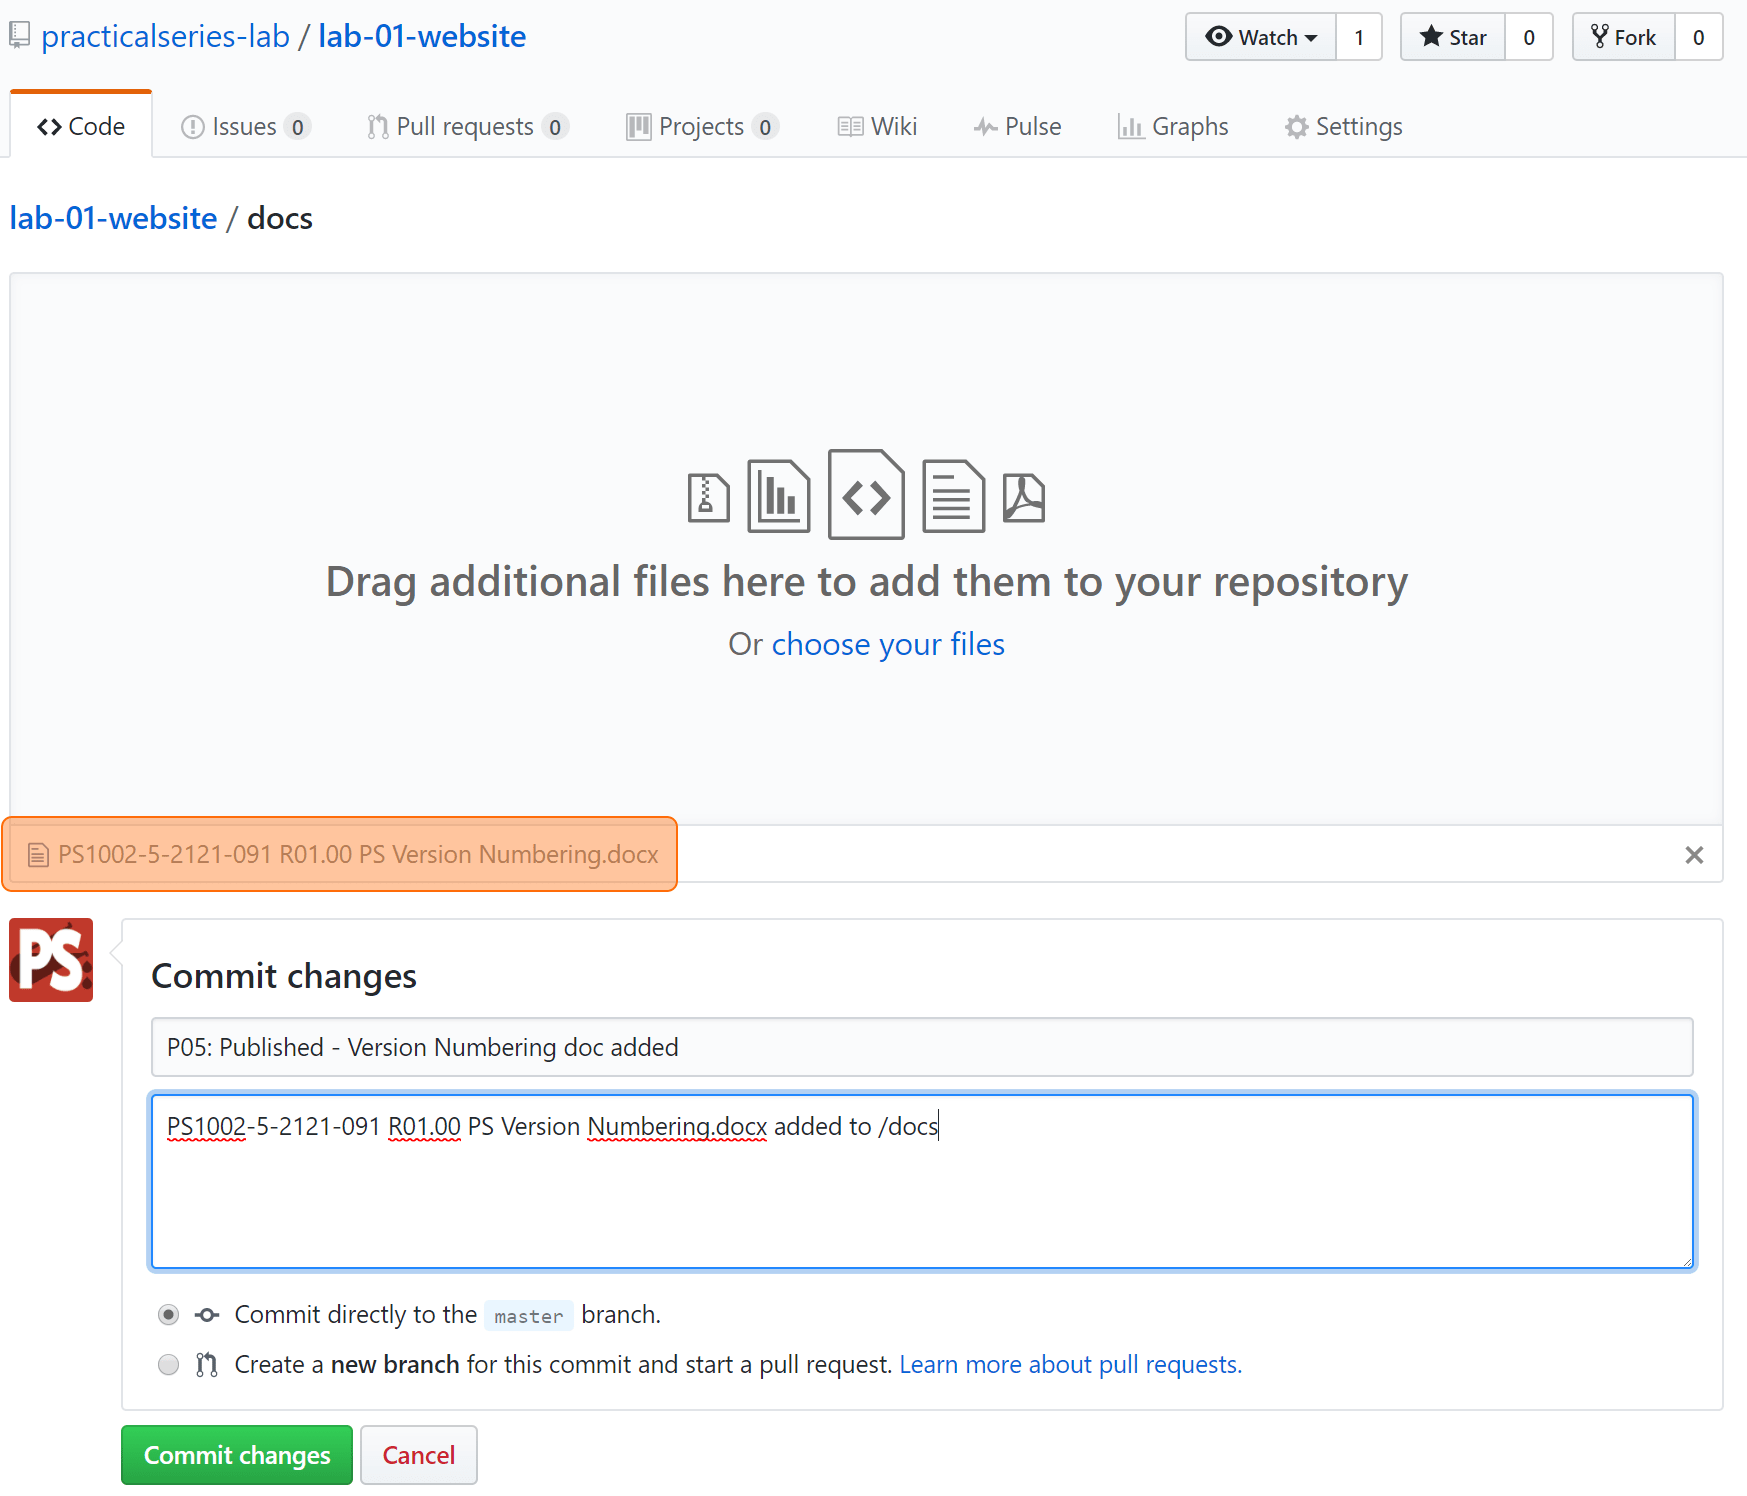 practicalseries-lab / lab-01-website
Watch 1 Star 0 Fork 0
Code Issues 0 Pull requests 0 Projects 0 Wiki Pulse Graphs Settings
lab-01-website / docs
Drag additional files here to add them to your repository
Or choose your files
PS1002-5-2121-091 R01.00 PS Version Numbering.docx
PS
Commit changes
P05: Published - Version Numbering doc added
PS1002-5-2121-091 R01.00 PS Version Numbering.docx added to /docs
Commit directly to the master branch.
Create a new branch for this commit and start a pull request. Learn more about pull requests.
Commit changes Cancel